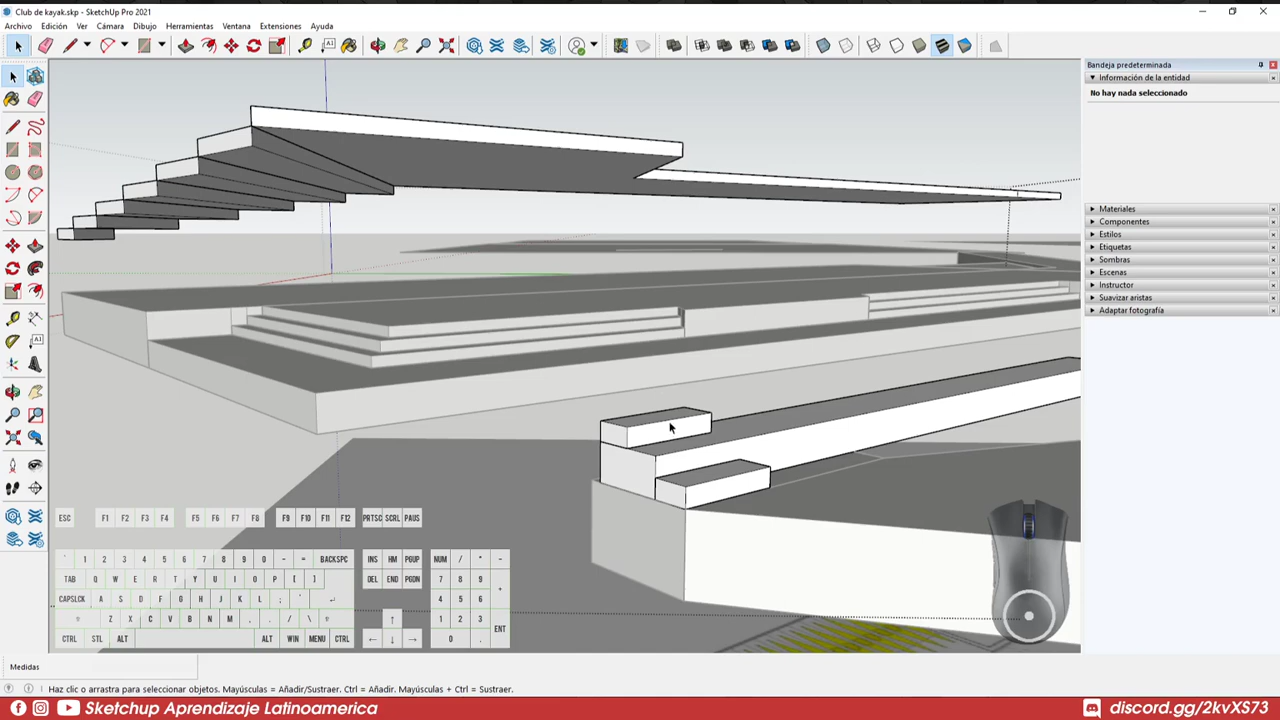 Club de kayak.skp - SketchUp Pro 2021
Archivo Edición Ver Cámara Dibujo Herramientas Ventana Extensiones Ayuda
Bandeja predeterminada
Información de la entidad
No hay nada seleccionado
Materiales
Componentes
Estilos
Etiquetas
Sombras
Escenas
Instructor
Suavizar aristas
Adaptar fotografía
ESC F1 F2 F3 F4 F5 F6 F7 F8 F9 F10 F11 F12 PRTSC SCRL PAUS
` 1 2 3 4 5 6 7 8 9 0 - = BACKSPC INS HM PGUP NUM / * -
TAB Q W E R T Y U I O P [ ] DEL END PGDN 7 8 9 +
CAPSLCK A S D F G H J K L ; ' 4 5 6
Z X C V B N M , . / \ 1 2 3 ENT
CTRL STL ALT ALT WIN MENU CTRL 0 .
Medidas
Haz clic o arrastra para seleccionar objetos. Mayúsculas = Añadir/Sustraer. Ctrl = Añadir. Mayúsculas + Ctrl = Sustraer.
Sketchup Aprendizaje Latinoamerica
discord.gg/2kvXS73